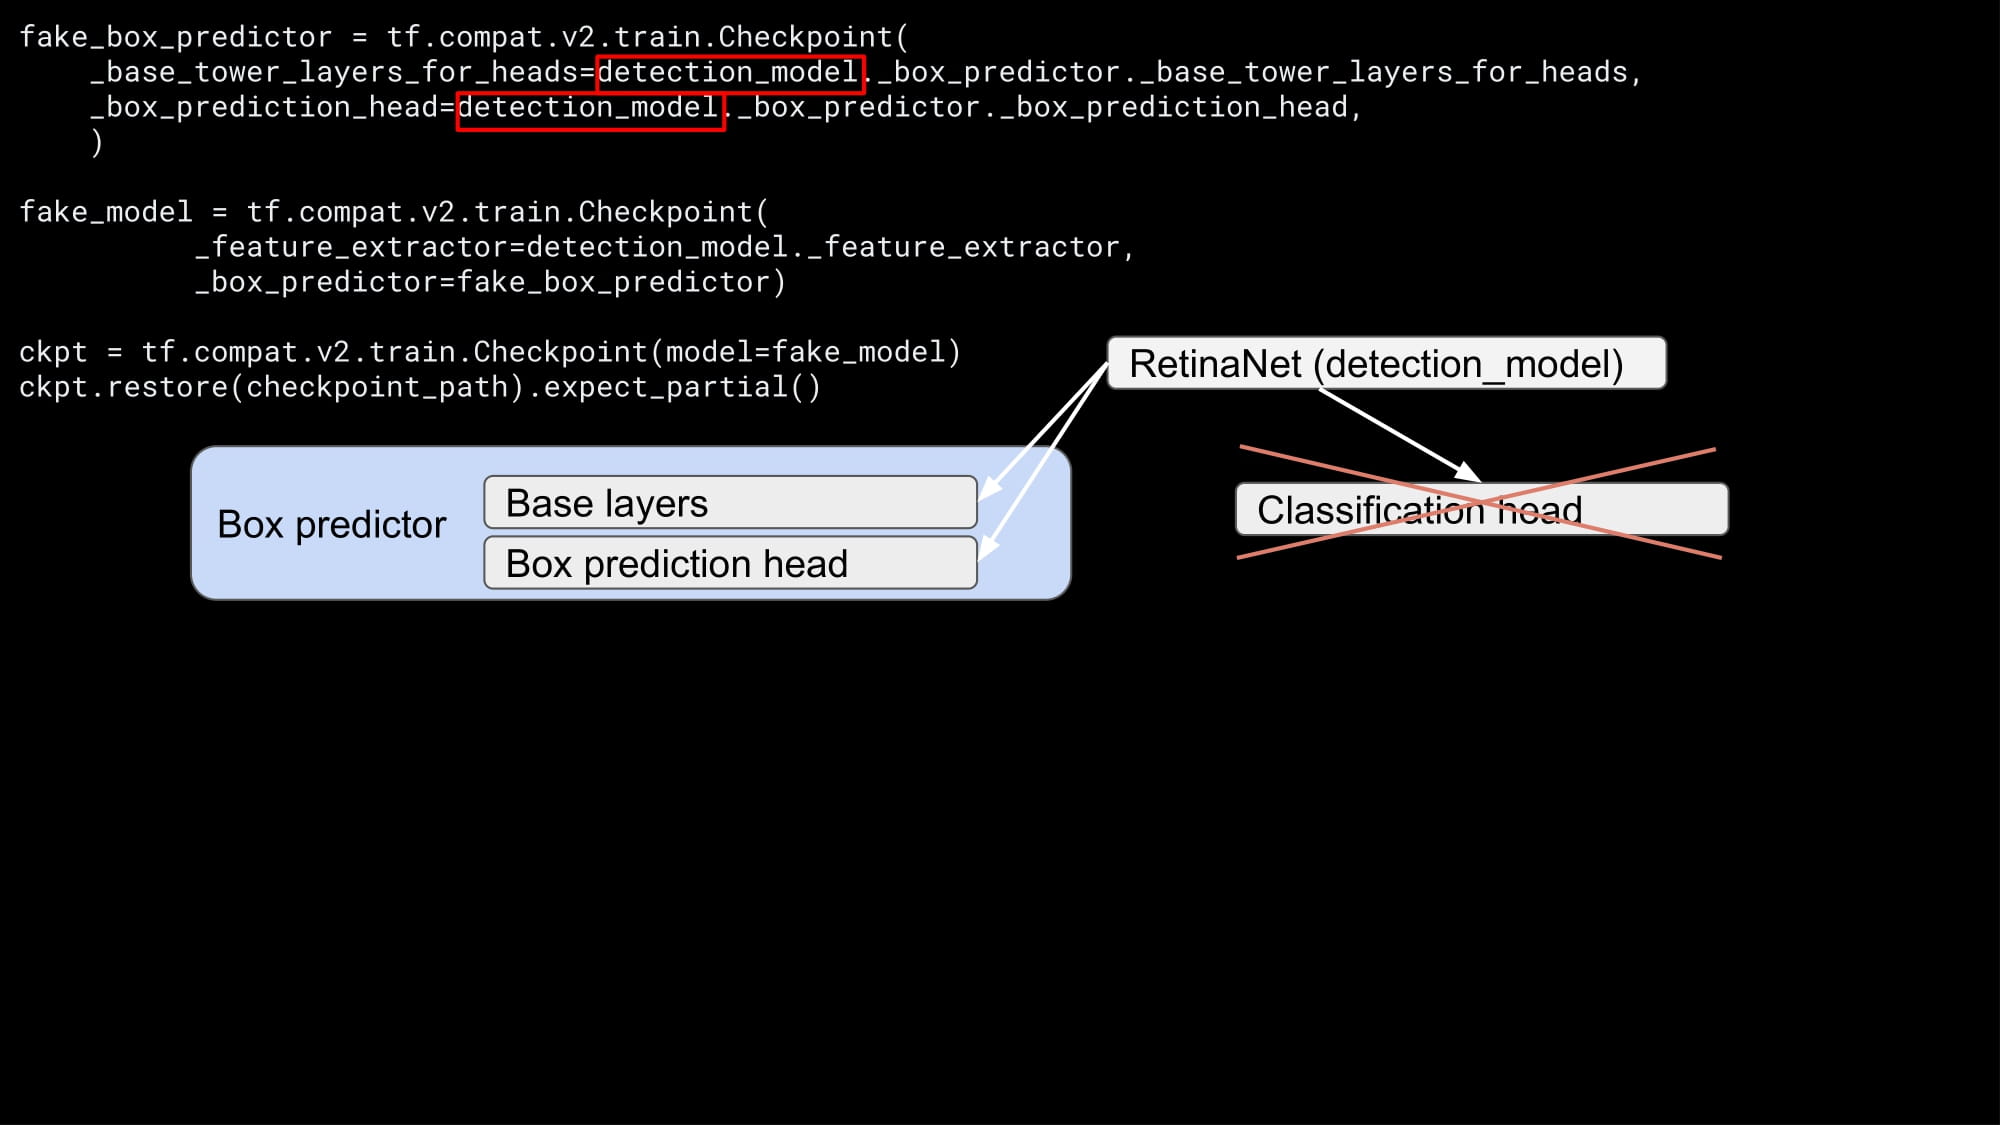 fake_box_predictor = tf.compat.v2.train.Checkpoint(
    _base_tower_layers_for_heads=detection_model._box_predictor._base_tower_layers_for_heads,
    _box_prediction_head=detection_model._box_predictor._box_prediction_head,
    )
fake_model = tf.compat.v2.train.Checkpoint(
          _feature_extractor=detection_model._feature_extractor,
          _box_predictor=fake_box_predictor)
ckpt = tf.compat.v2.train.Checkpoint(model=fake_model)
ckpt.restore(checkpoint_path).expect_partial()
RetinaNet (detection_model)
Box predictor
Base layers
Box prediction head
Classification head